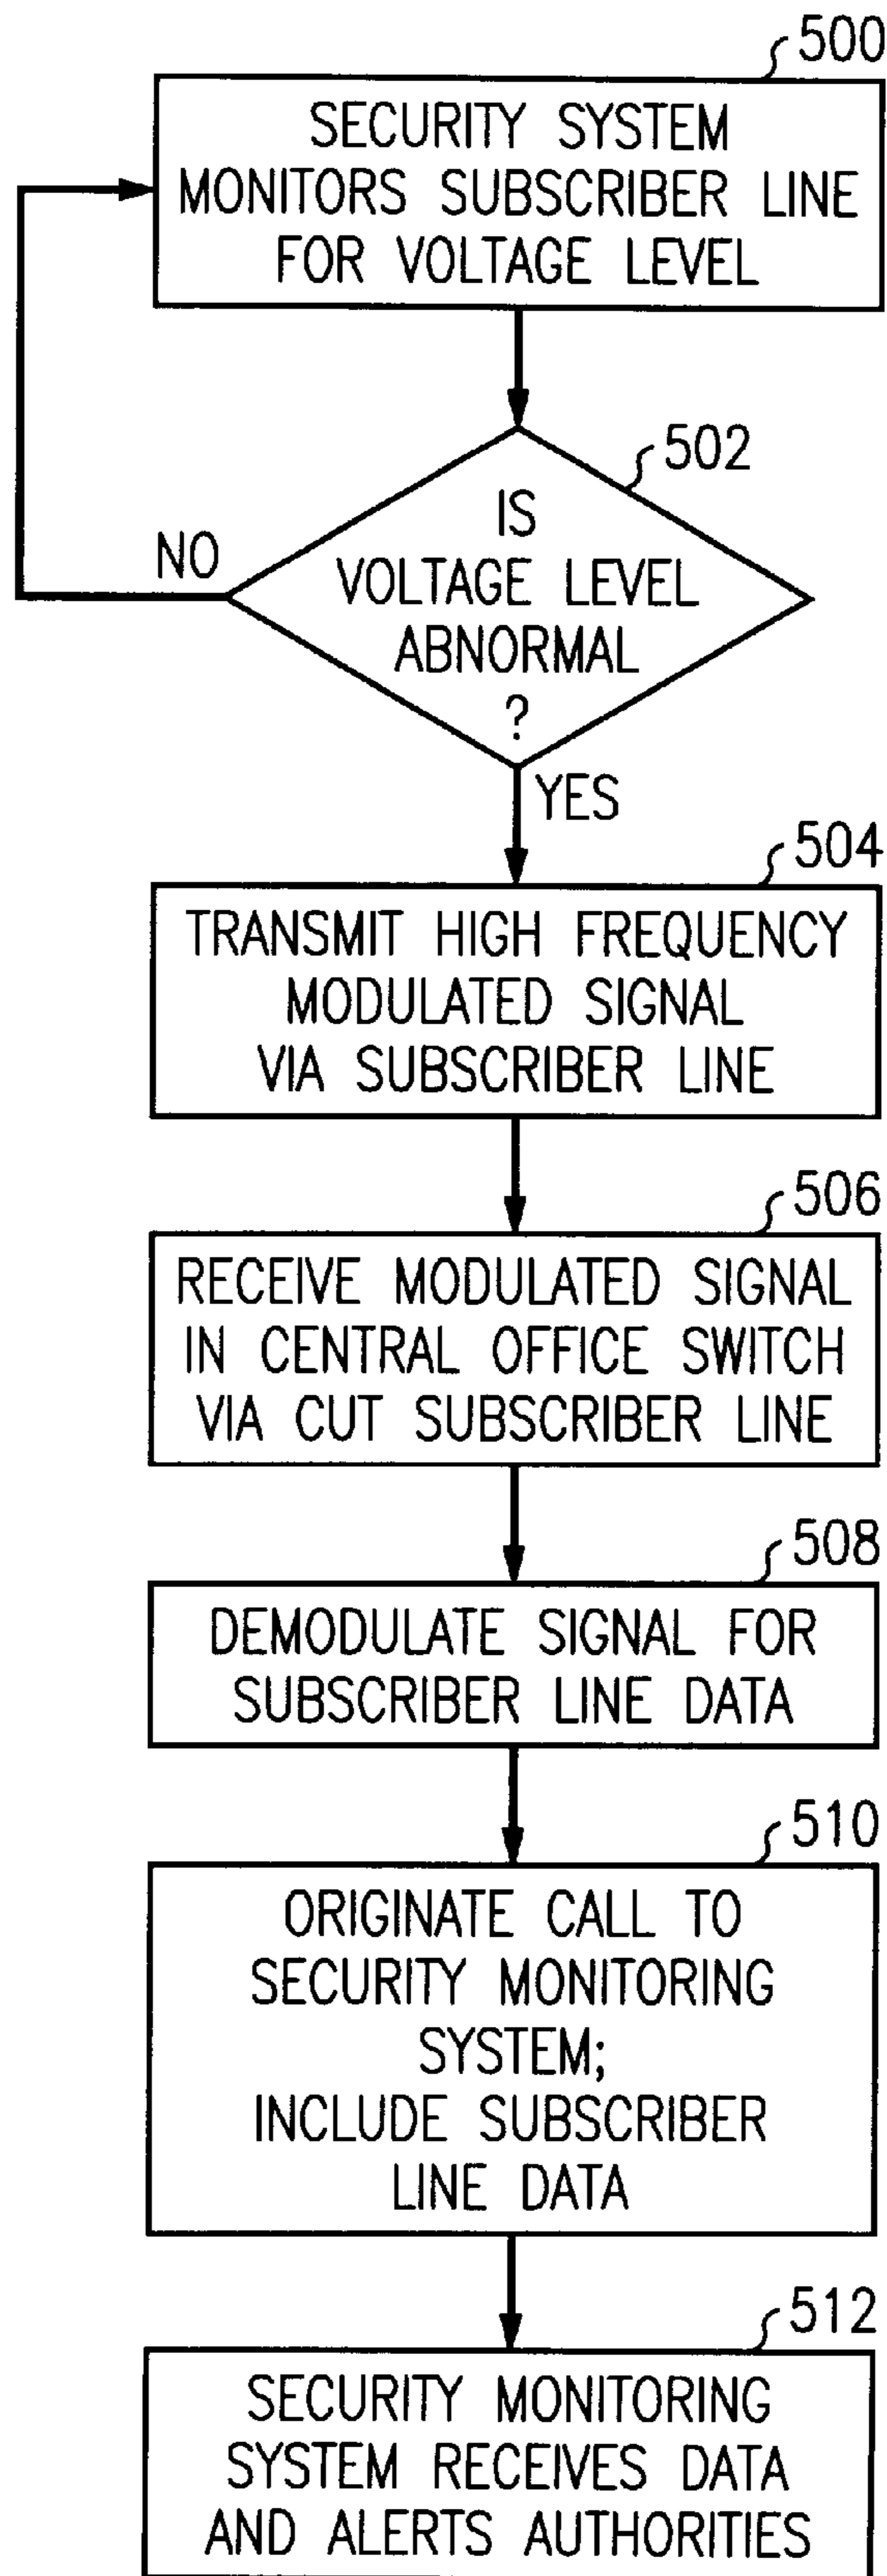 500
SECURITY SYSTEM
MONITORS SUBSCRIBER LINE
FOR VOLTAGE LEVEL
502
IS
VOLTAGE LEVEL
ABNORMAL
?
NO
YES
504
TRANSMIT HIGH FREQUENCY
MODULATED SIGNAL
VIA SUBSCRIBER LINE
506
RECEIVE MODULATED SIGNAL
IN CENTRAL OFFICE SWITCH
VIA CUT SUBSCRIBER LINE
508
DEMODULATE SIGNAL FOR
SUBSCRIBER LINE DATA
510
ORIGINATE CALL TO
SECURITY MONITORING
SYSTEM;
INCLUDE SUBSCRIBER
LINE DATA
512
SECURITY MONITORING
SYSTEM RECEIVES DATA
AND ALERTS AUTHORITIES